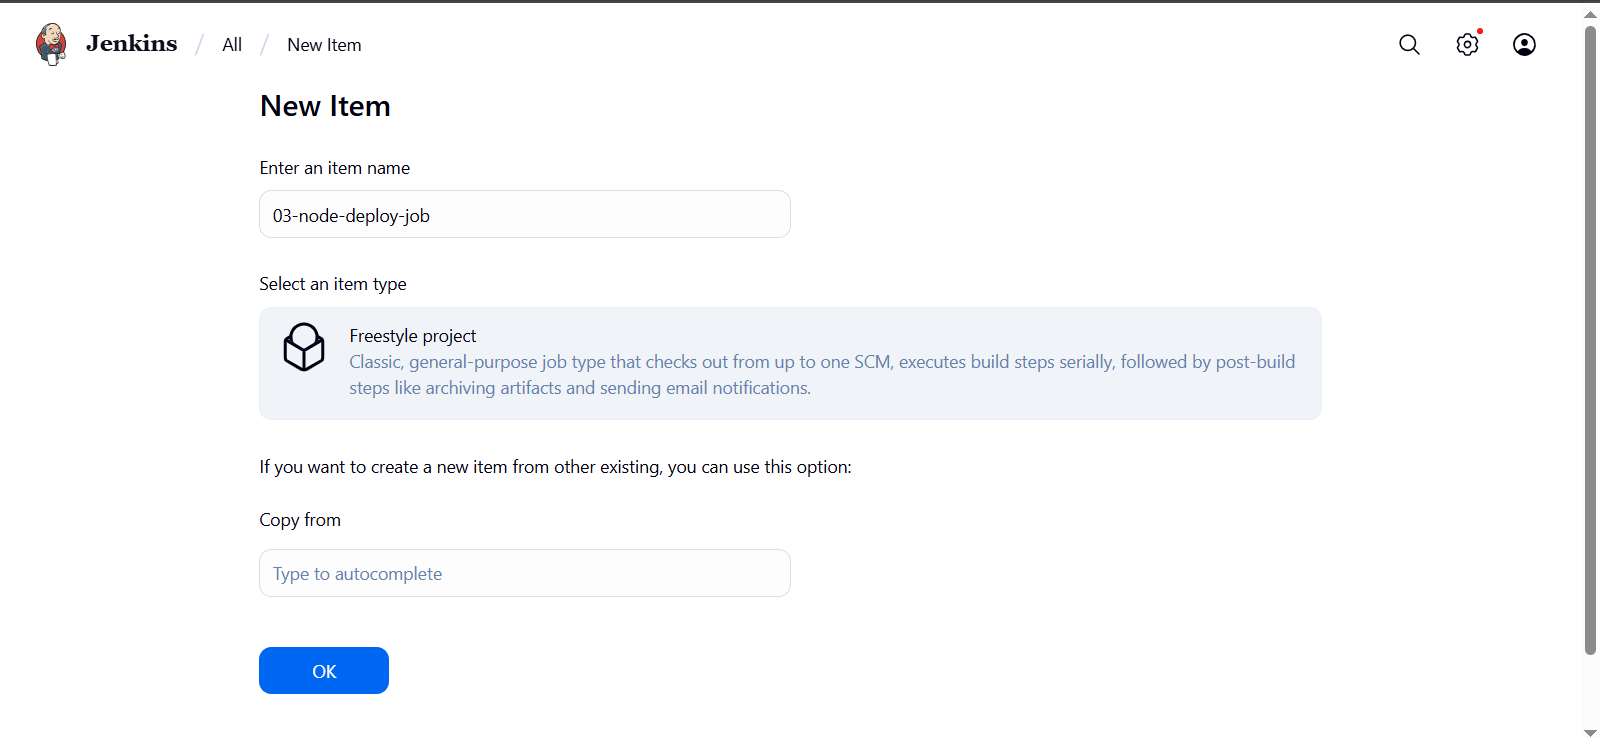 Jenkins / All / New Item
New Item
Enter an item name
03-node-deploy-job
Select an item type
Freestyle project
Classic, general-purpose job type that checks out from up to one SCM, executes build steps serially, followed by post-build
steps like archiving artifacts and sending email notifications.
If you want to create a new item from other existing, you can use this option:
Copy from
Type to autocomplete
OK